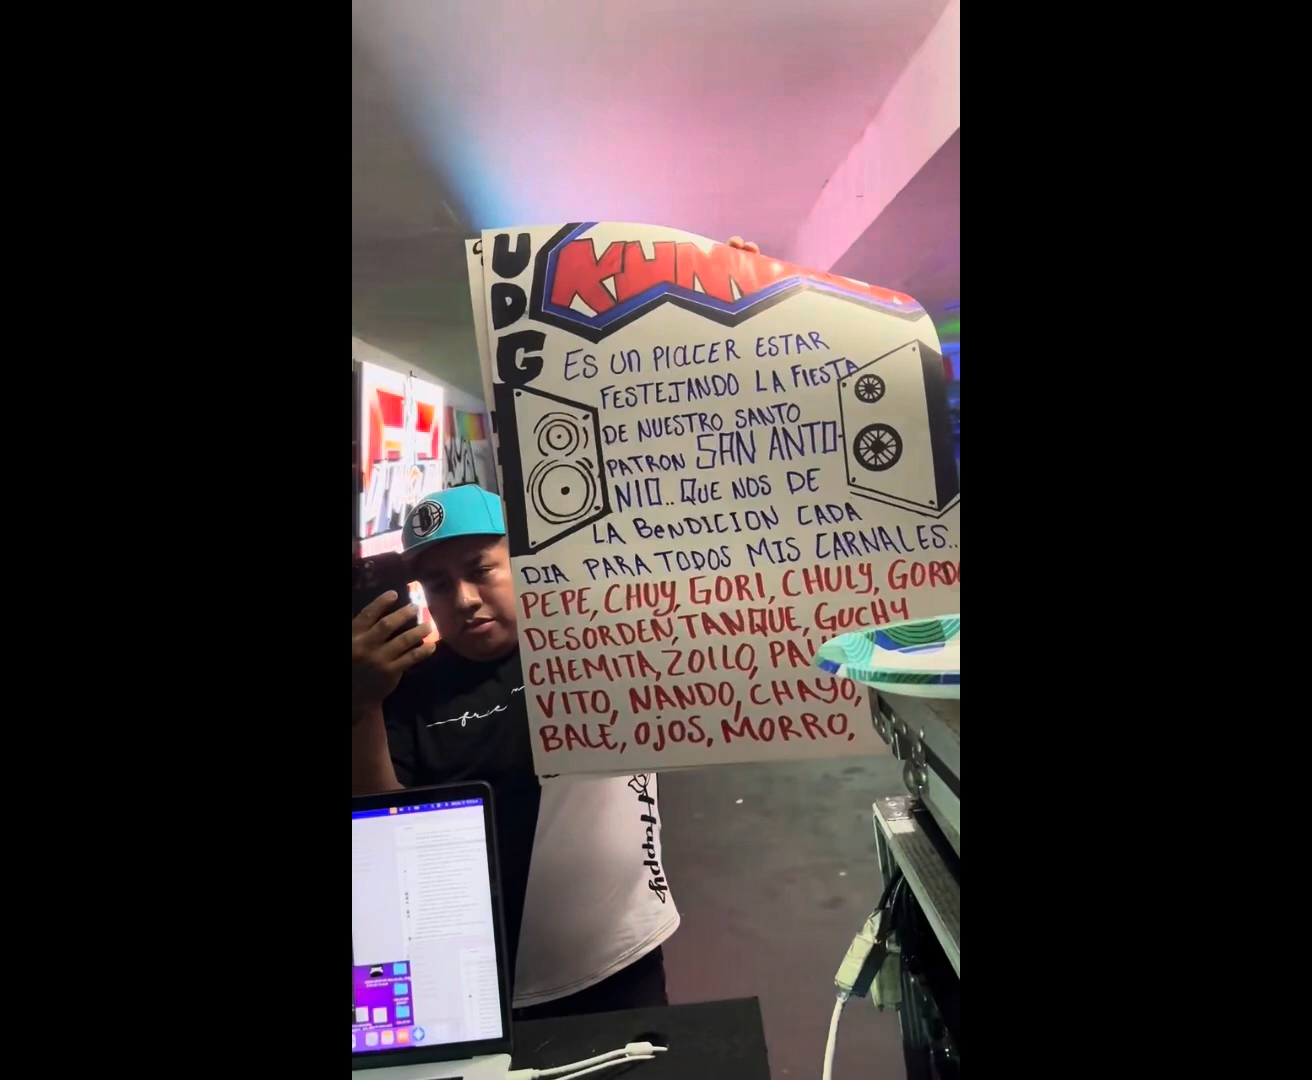 UDG
ES UN PLACER ESTAR
FESTEJANDO LA FIESTA
DE NUESTRO SANTO
PATRON SAN ANTO-
NIO.. QUE NOS DE
LA BENDICION CADA
DIA PARA TODOS MIS CARNALES..
PEPE, CHUY, GORI, CHULY, GORDO
DESORDEN, TANQUE, GUCHY
CHEMITA, ZOILO,
VITO, NANDO, CHAYO,
BALE, OJOS, MORRO,
B
Happy